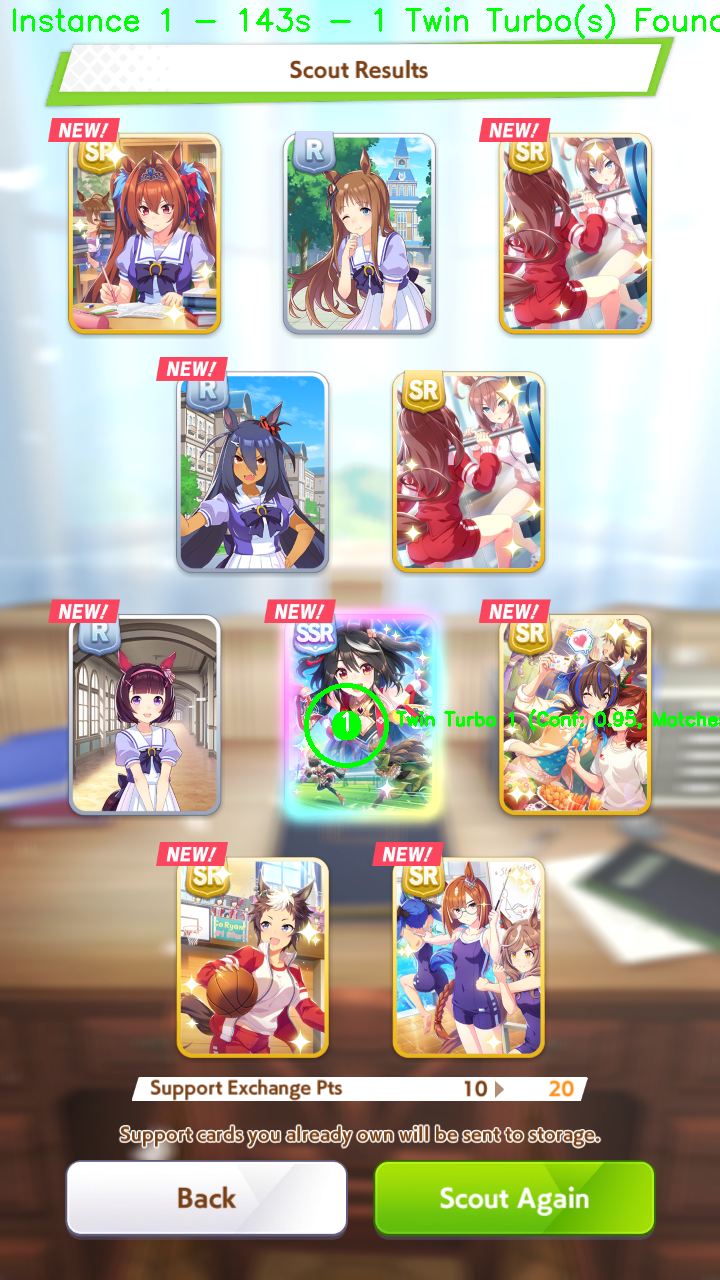 Instance 1 - 143s - 1 Twin Turbo(s) Found
Scout Results
NEW!
SR
R
NEW!
SR
NEW!
R
SR
NEW!
R
NEW!
SSR
NEW!
SR
1
Twin Turbo 1 (Conf: 0.95, Matche
NEW!
SR
NEW!
SR
Support Exchange Pts 10 20
Support cards you already own will be sent to storage.
Back
Scout Again